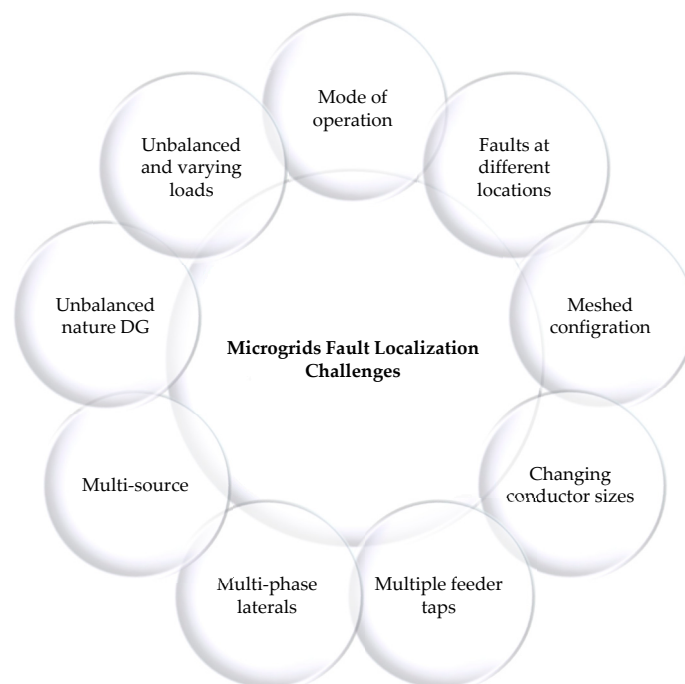 Mode of
operation
Faults at
different
locations
Meshed
configration
Changing
conductor sizes
Multiple feeder
taps
Multi-phase
laterals
Multi-source
Unbalanced
nature DG
Unbalanced
and varying
loads
Microgrids Fault Localization
Challenges